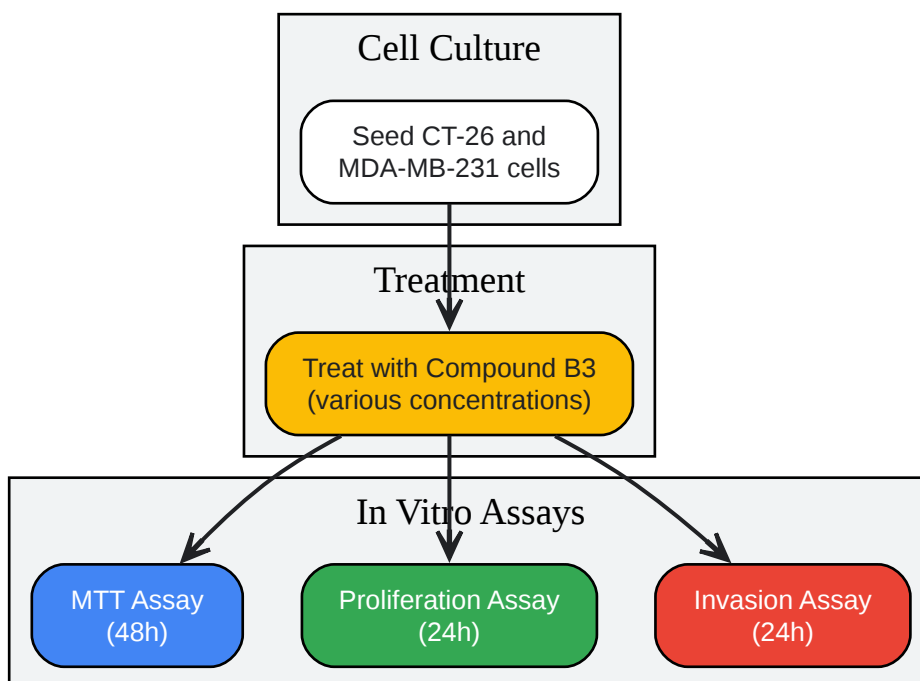 Cell Culture
Seed CT-26 and
MDA-MB-231 cells
Treatment
Treat with Compound B3
(various concentrations)
In Vitro Assays
MTT Assay
(48h)
Proliferation Assay
(24h)
Invasion Assay
(24h)